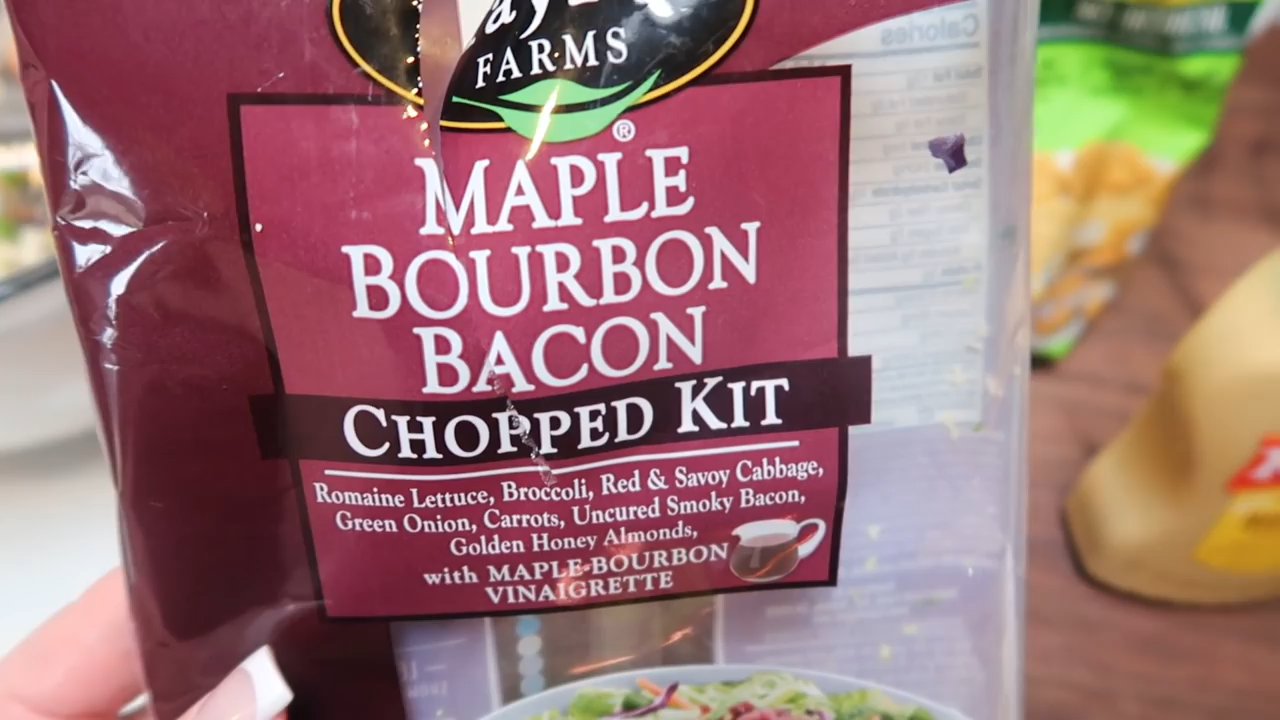 FARMS
®
MAPLE
BOURBON
BACON
CHOPPED KIT
Romaine Lettuce, Broccoli, Red & Savoy Cabbage,
Green Onion, Carrots, Uncured Smoky Bacon,
Golden Honey Almonds,
with MAPLE-BOURBON
VINAIGRETTE
Calories